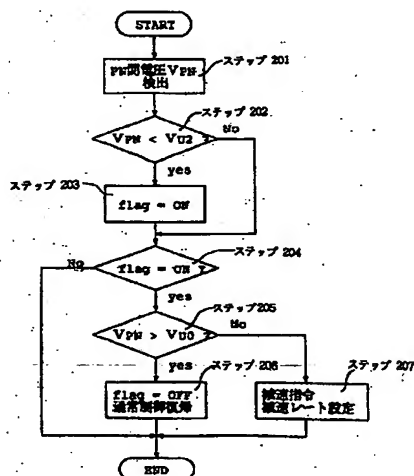 START
ステップ 201
PN間電圧VPN
検出
ステップ 202
VPN < VU2 ?
No
yes
ステップ 203
flag = ON
ステップ 204
flag = ON ?
No
yes
ステップ205
VPN > VU0 ?
No
yes
ステップ 206
ステップ 207
flag = OFF
通常制御復帰
減速指令
減速レート設定
END